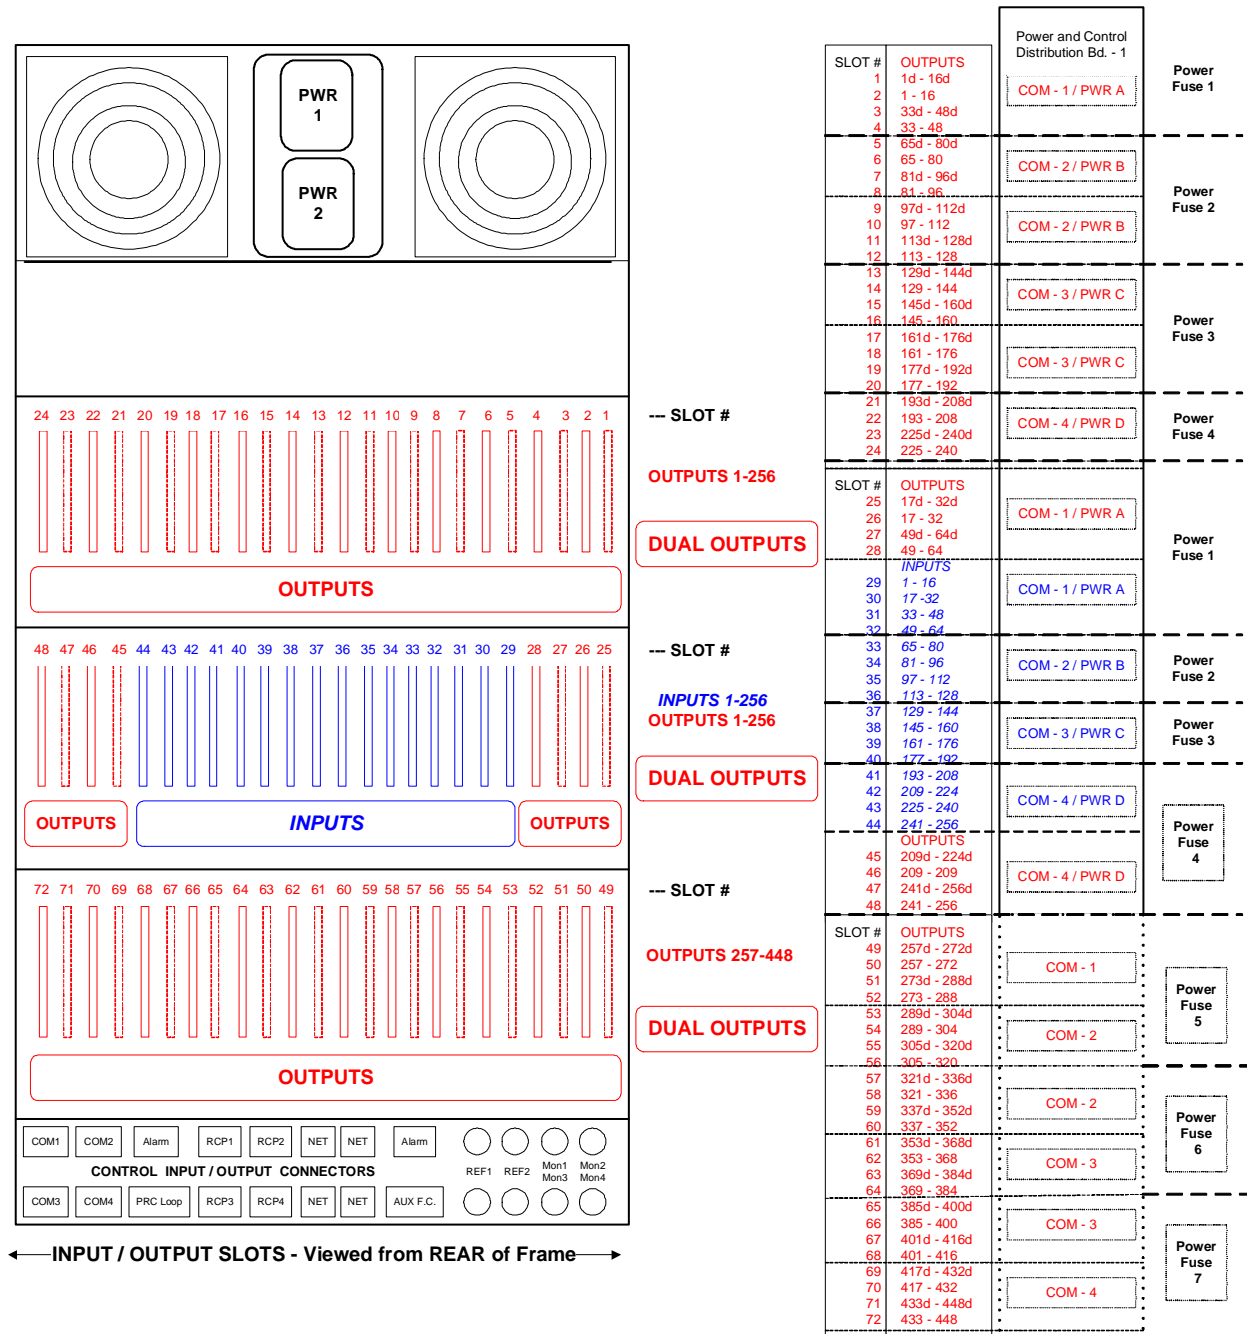 PWR
1
PWR
2
24 23 22 21 20 19 18 17 16 15 14 13 12 11 10 9 8 7 6 5 4 3 2 1
--- SLOT #
OUTPUTS 1-256
DUAL OUTPUTS
OUTPUTS
48 47 46 45 44 43 42 41 40 39 38 37 36 35 34 33 32 31 30 29 28 27 26 25
--- SLOT #
INPUTS 1-256
OUTPUTS 1-256
DUAL OUTPUTS
OUTPUTS INPUTS OUTPUTS
72 71 70 69 68 67 66 65 64 63 62 61 60 59 58 57 56 55 54 53 52 51 50 49
--- SLOT #
OUTPUTS 257-448
DUAL OUTPUTS
OUTPUTS
COM1 COM2 Alarm RCP1 RCP2 NET NET Alarm
CONTROL INPUT / OUTPUT CONNECTORS
REF1 REF2 Mon1 Mon2
Mon3 Mon4
COM3 COM4 PRC Loop RCP3 RCP4 NET NET AUX F.C.
INPUT / OUTPUT SLOTS - Viewed from REAR of Frame
Power and Control
Distribution Bd. - 1
SLOT # OUTPUTS
1 1d - 16d
2 1 - 16
3 33d - 48d
4 33 - 48
COM - 1 / PWR A
Power
Fuse 1
5 65d - 80d
6 65 - 80
7 81d - 96d
8 81 - 96
COM - 2 / PWR B
9 97d - 112d
10 97 - 112
11 113d - 128d
12 113 - 128
COM - 2 / PWR B
Power
Fuse 2
13 129d - 144d
14 129 - 144
15 145d - 160d
16 145 - 160
COM - 3 / PWR C
17 161d - 176d
18 161 - 176
19 177d - 192d
20 177 - 192
COM - 3 / PWR C
Power
Fuse 3
21 193d - 208d
22 193 - 208
23 225d - 240d
24 225 - 240
COM - 4 / PWR D
Power
Fuse 4
SLOT # OUTPUTS
25 17d - 32d
26 17 - 32
27 49d - 64d
28 49 - 64
COM - 1 / PWR A
INPUTS
29 1 - 16
30 17 -32
31 33 - 48
32 49 - 64
COM - 1 / PWR A
Power
Fuse 1
33 65 - 80
34 81 - 96
35 97 - 112
36 113 - 128
COM - 2 / PWR B
Power
Fuse 2
37 129 - 144
38 145 - 160
39 161 - 176
40 177 - 192
COM - 3 / PWR C
Power
Fuse 3
41 193 - 208
42 209 - 224
43 225 - 240
44 241 - 256
COM - 4 / PWR D
OUTPUTS
45 209d - 224d
46 209 - 209
47 241d - 256d
48 241 - 256
COM - 4 / PWR D
Power
Fuse
4
SLOT # OUTPUTS
49 257d - 272d
50 257 - 272
51 273d - 288d
52 273 - 288
COM - 1
53 289d - 304d
54 289 - 304
55 305d - 320d
56 305 - 320
COM - 2
Power
Fuse
5
57 321d - 336d
58 321 - 336
59 337d - 352d
60 337 - 352
COM - 2
61 353d - 368d
62 353 - 368
63 369d - 384d
64 369 - 384
COM - 3
Power
Fuse
6
65 385d - 400d
66 385 - 400
67 401d - 416d
68 401 - 416
COM - 3
69 417d - 432d
70 417 - 432
71 433d - 448d
72 433 - 448
COM - 4
Power
Fuse
7